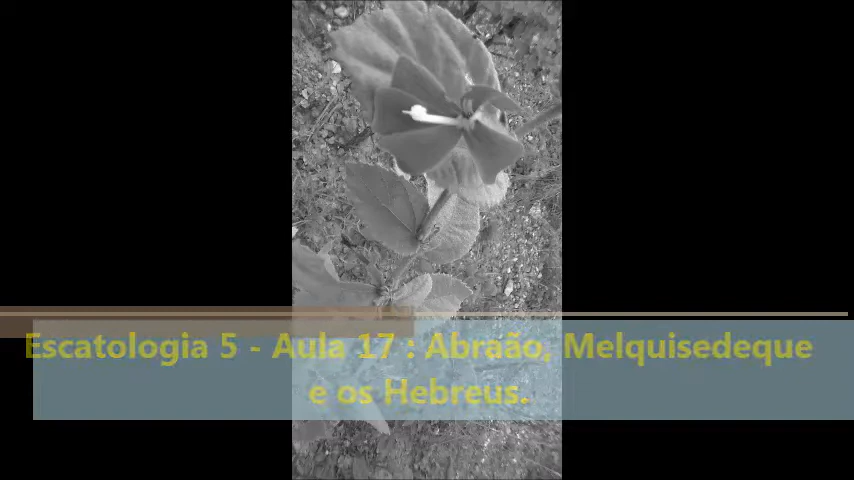 Escatologia 5 - Aula 17 : Abraão, Melquisedeque
e os Hebreus.